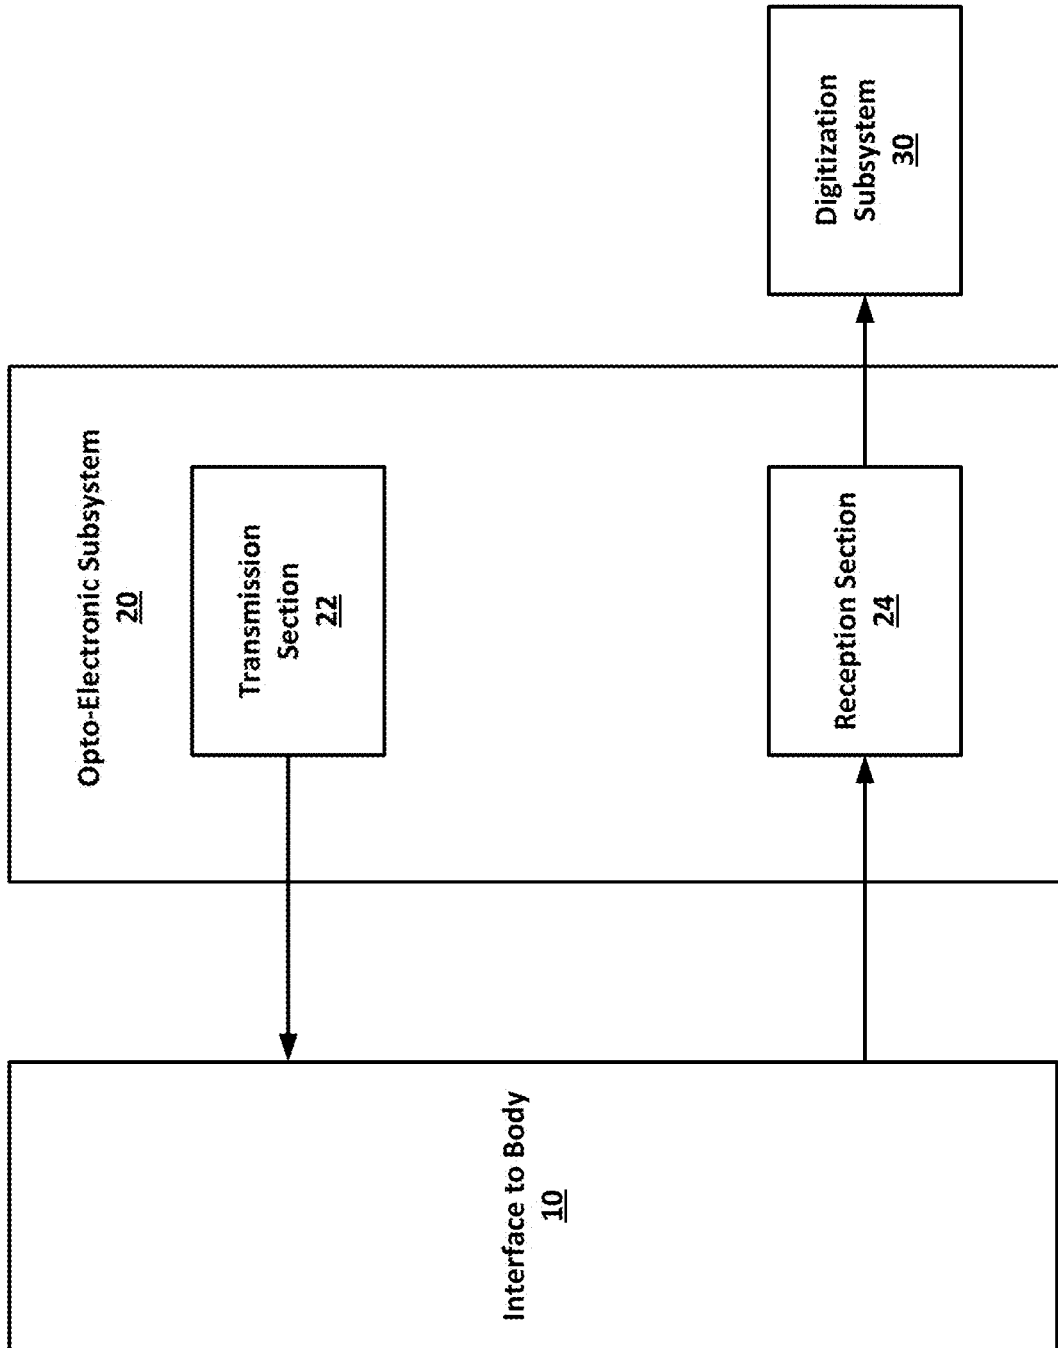 Interface to Body
10
Opto-Electronic Subsystem
20
Transmission
Section
22
Reception Section
24
Digitization
Subsystem
30